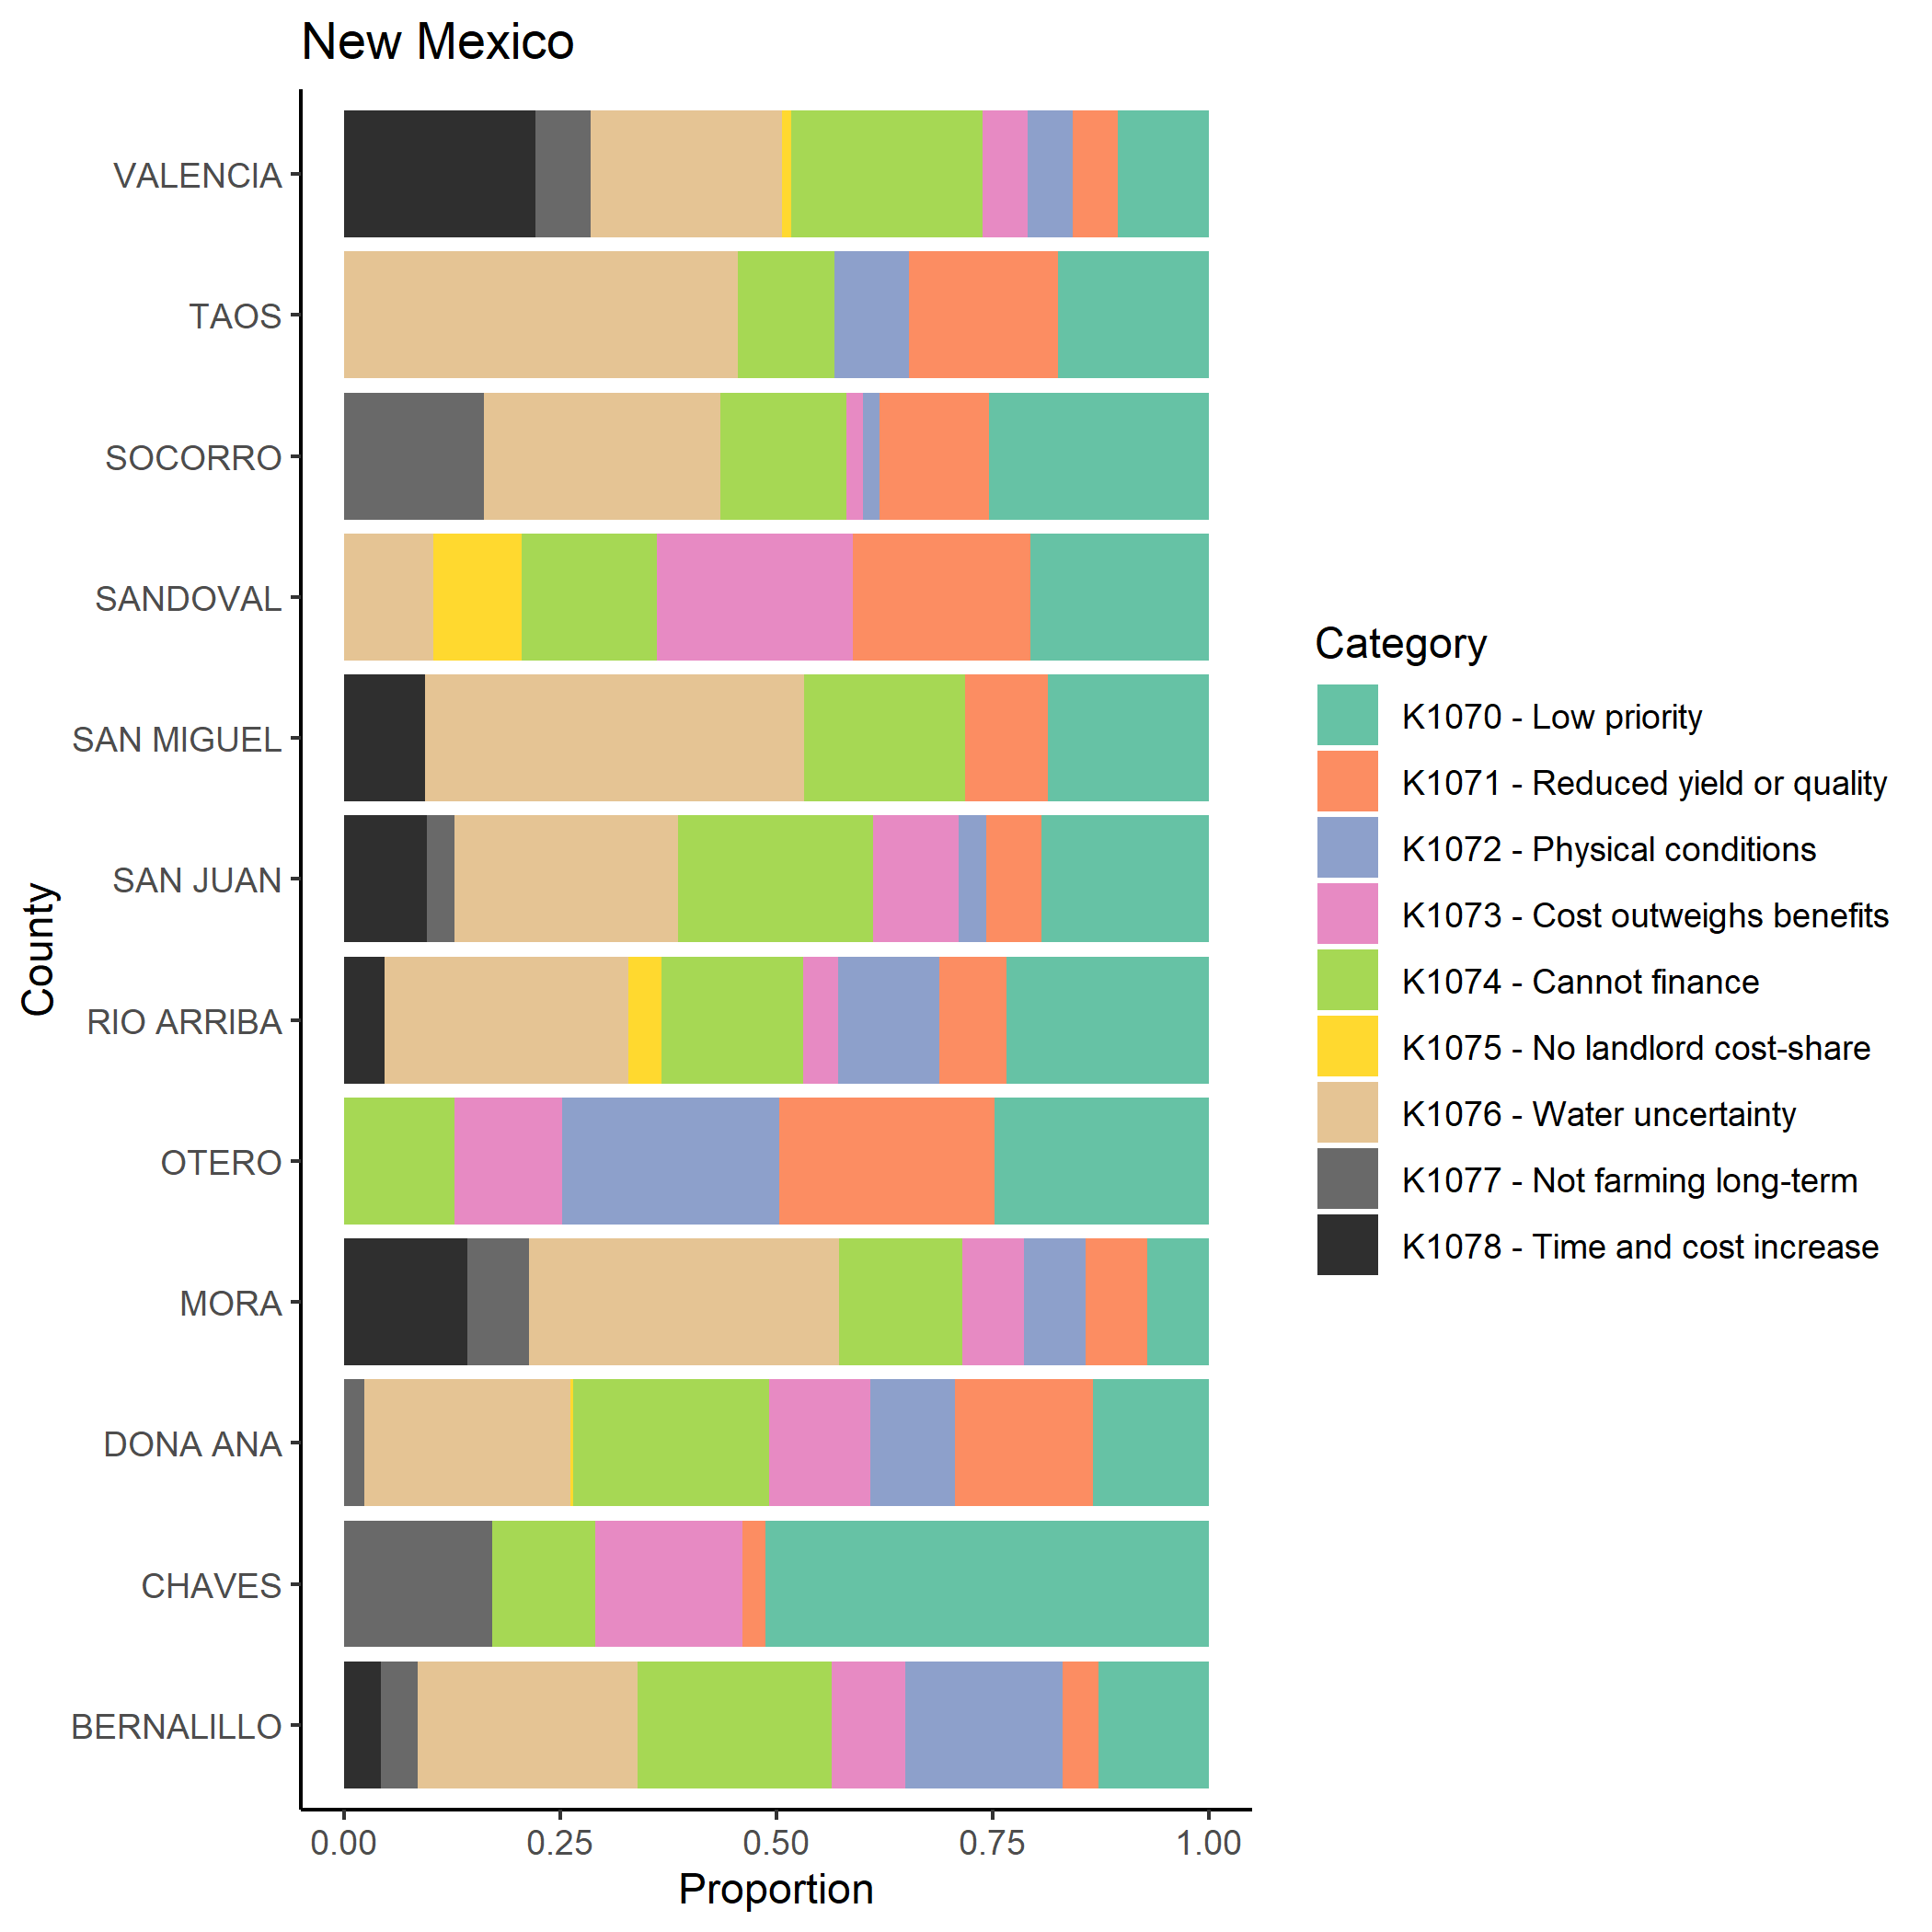 New Mexico
County
VALENCIA
TAOS
SOCORRO
SANDOVAL
SAN MIGUEL
SAN JUAN
RIO ARRIBA
OTERO
MORA
DONA ANA
CHAVES
BERNALILLO
0.00 0.25 0.50 0.75 1.00
Proportion
Category
K1070 - Low priority
K1071 - Reduced yield or quality
K1072 - Physical conditions
K1073 - Cost outweighs benefits
K1074 - Cannot finance
K1075 - No landlord cost-share
K1076 - Water uncertainty
K1077 - Not farming long-term
K1078 - Time and cost increase